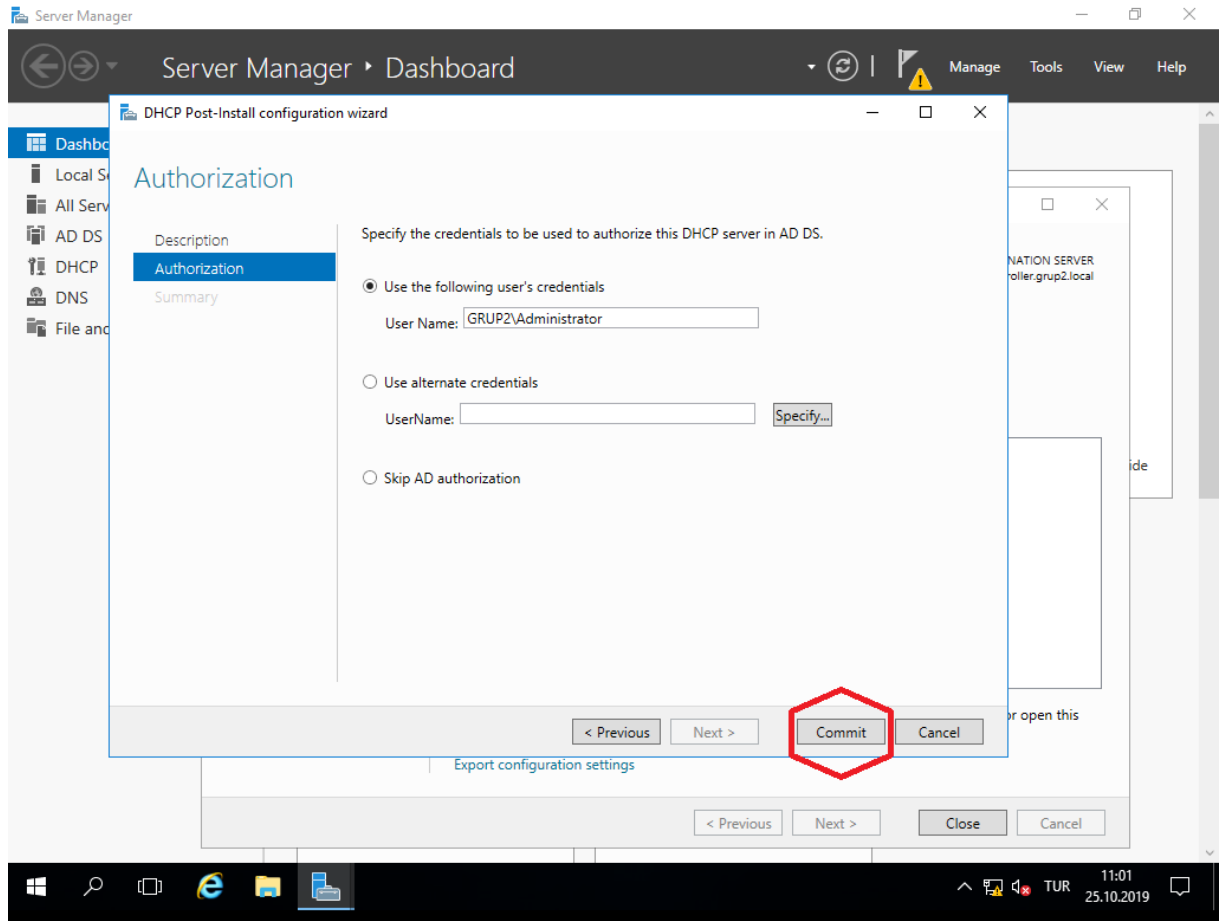 Server Manager
Server Manager • Dashboard
Manage Tools View Help
DHCP Post-Install configuration wizard
Dashbo
Local Se
All Serv
AD DS
DHCP
DNS
File and
Authorization
Description
Authorization
Summary
Specify the credentials to be used to authorize this DHCP server in AD DS.
Use the following user's credentials
User Name: GRUP2\Administrator
Use alternate credentials
UserName:
Specify...
Skip AD authorization
< Previous Next > Commit Cancel
NATION SERVER
roller.grup2.local
ide
or open this
Export configuration settings
< Previous Next > Close Cancel
TUR
11:01
25.10.2019